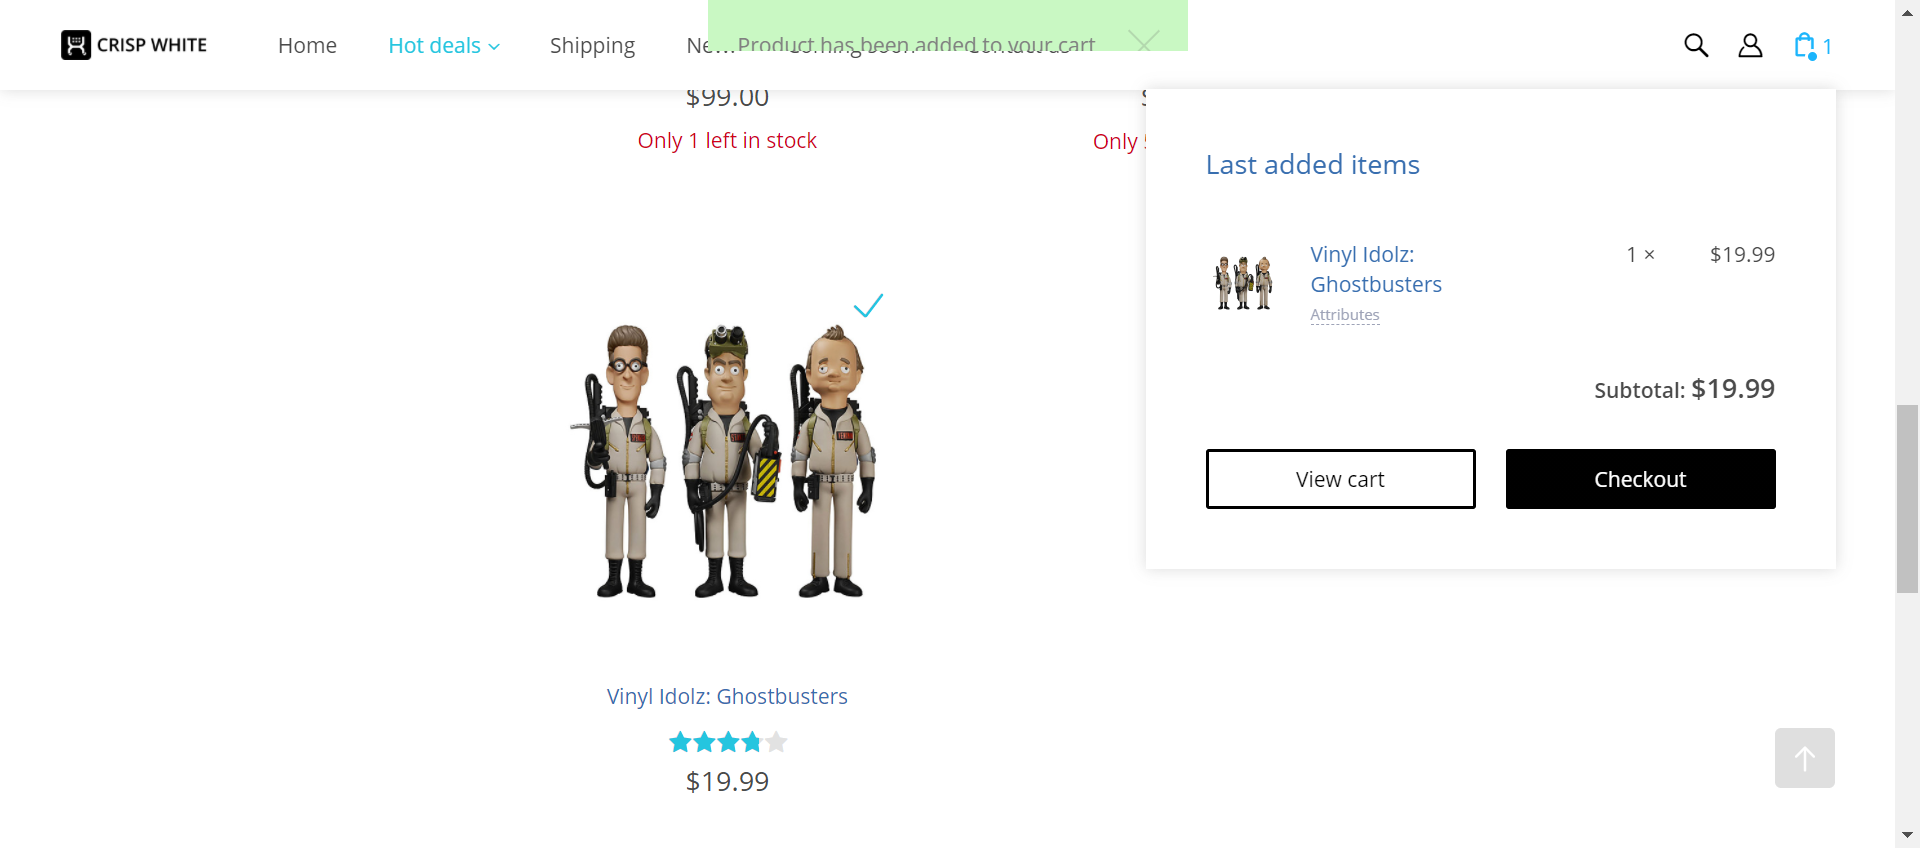 CRISP WHITE
Home
Hot deals
Shipping
Product has been added to your cart
1
$99.00
Only 1 left in stock
Only
Last added items
Vinyl Idolz:
Ghostbusters
Attributes
1 ×
$19.99
Subtotal: $19.99
View cart
Checkout
Vinyl Idolz: Ghostbusters
$19.99